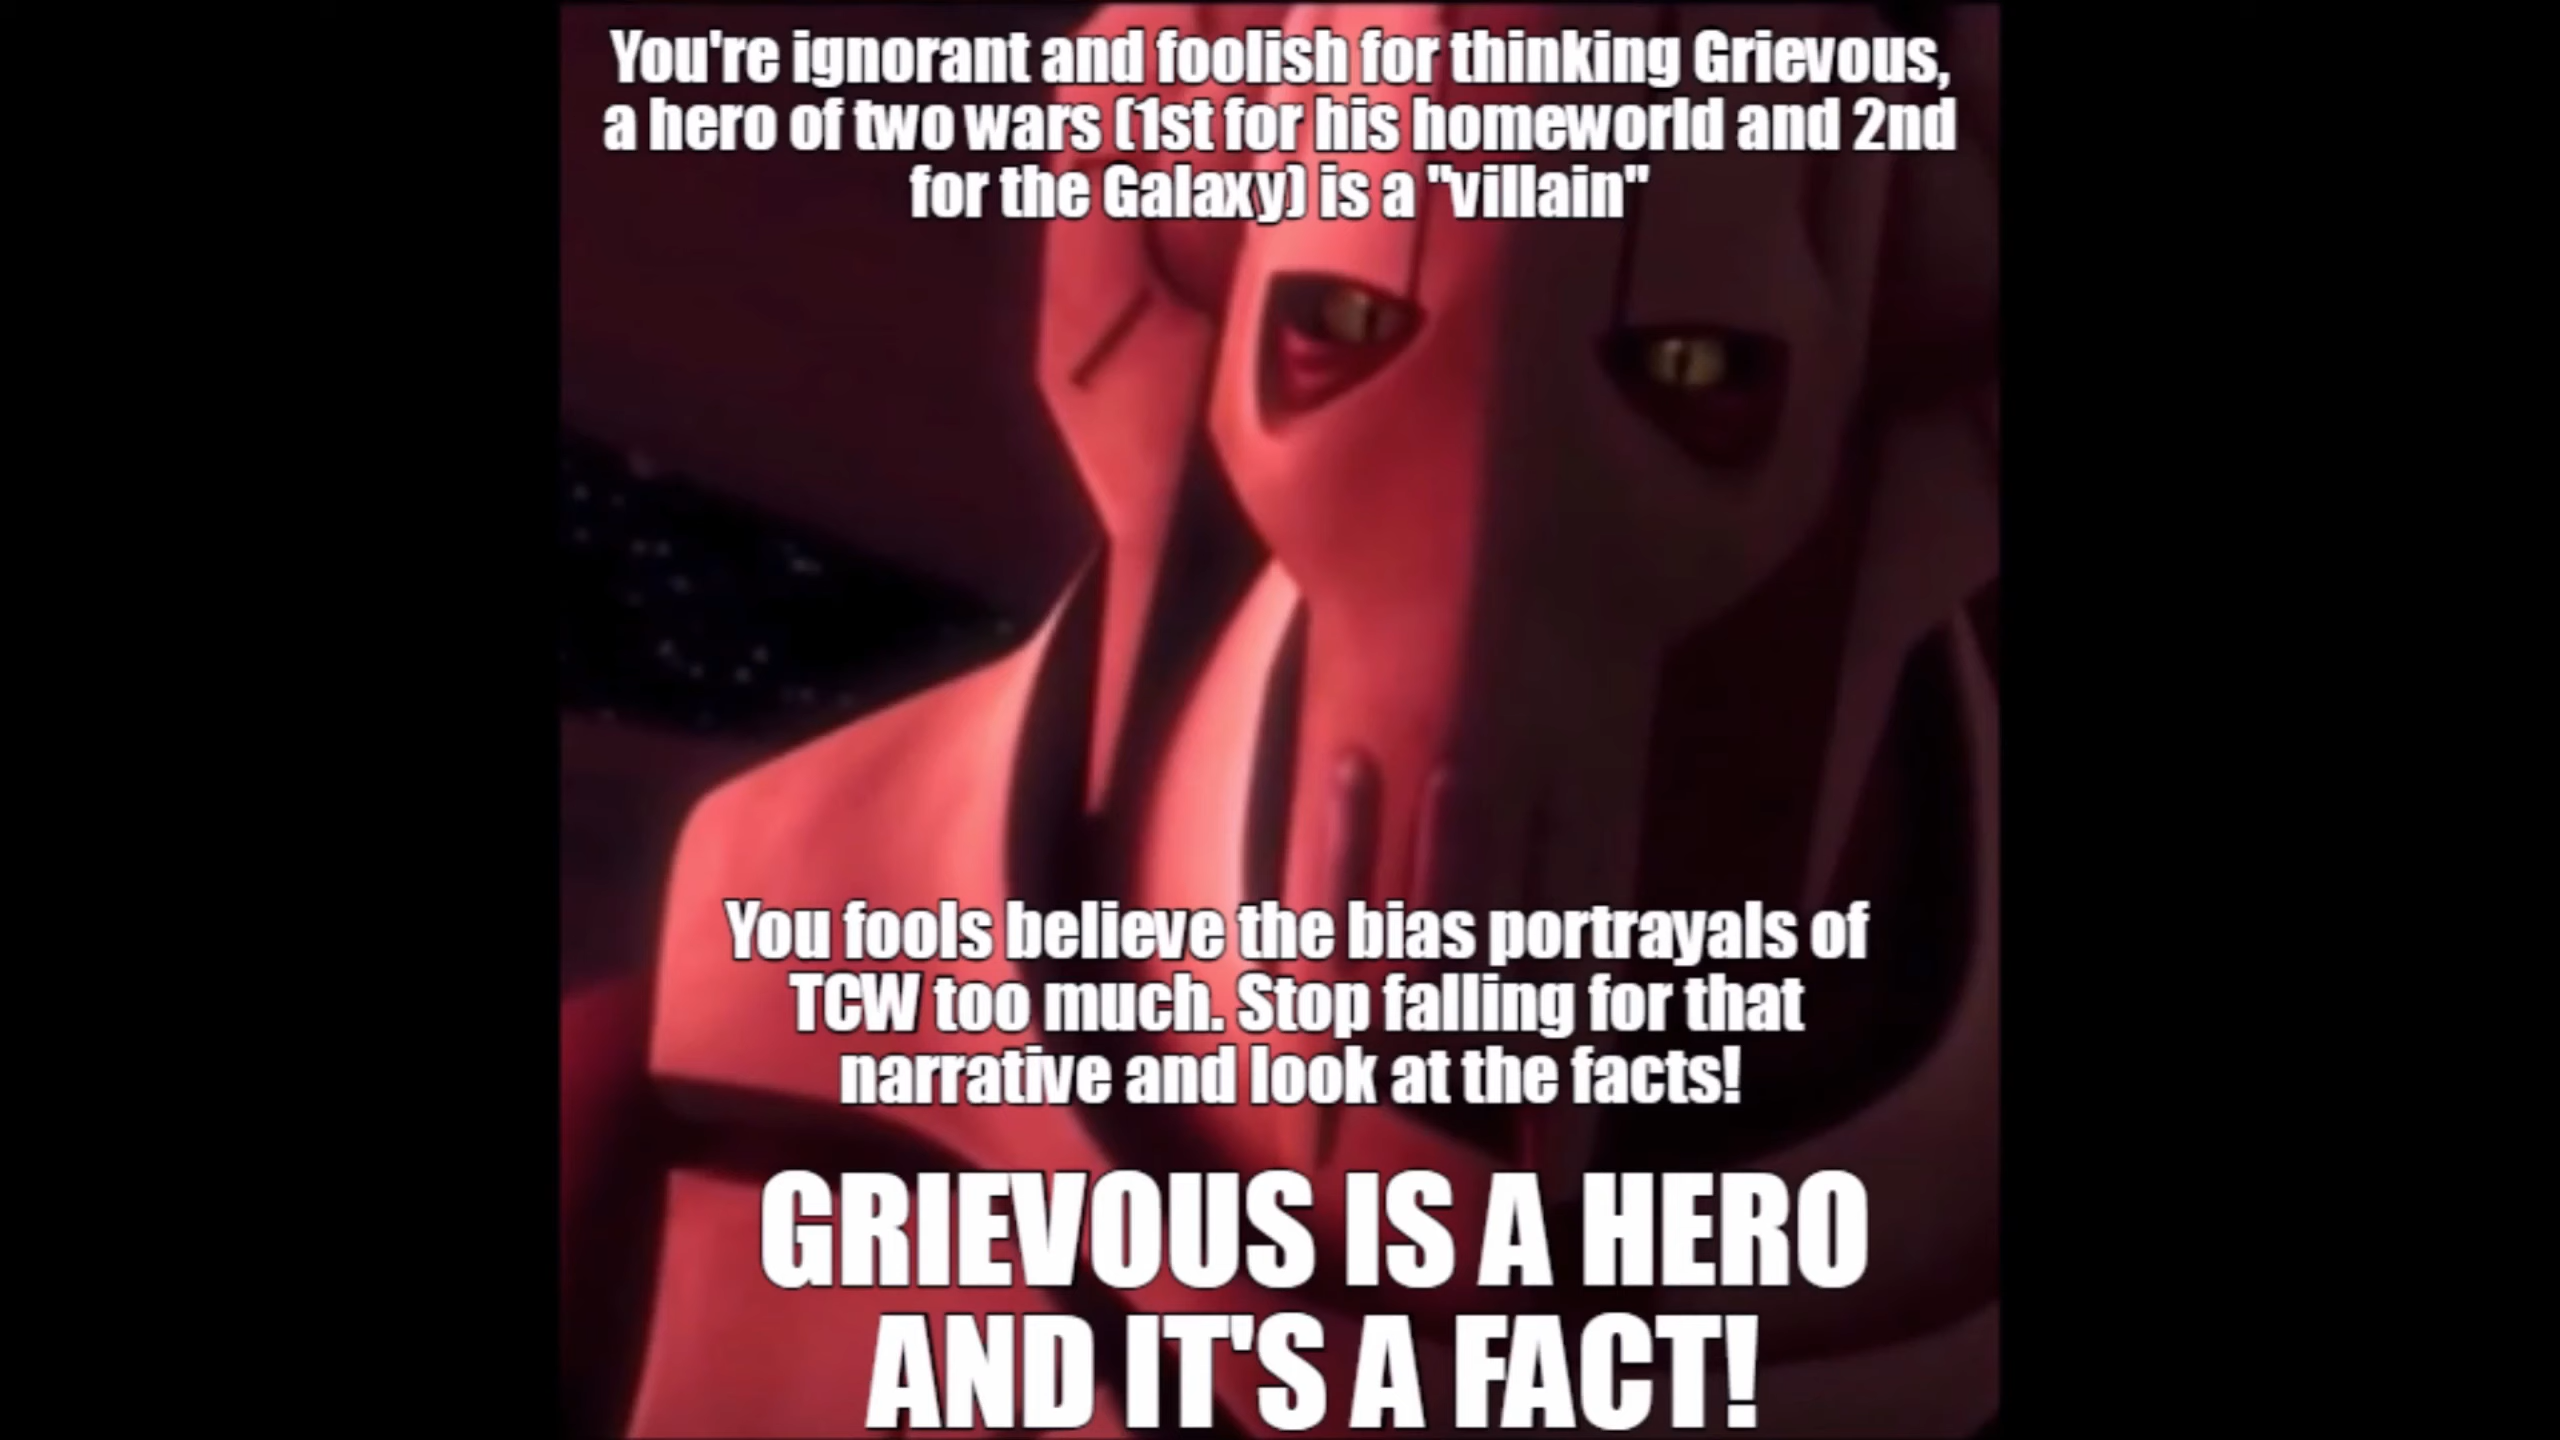 You're ignorant and foolish for thinking Grievous,
a hero of two wars (1st for his homeworld and 2nd
for the Galaxy) is a "villain"
You fools believe the bias portrayals of
TCW too much. Stop falling for that
narrative and look at the facts!
GRIEVOUS IS A HERO
AND IT'S A FACT!